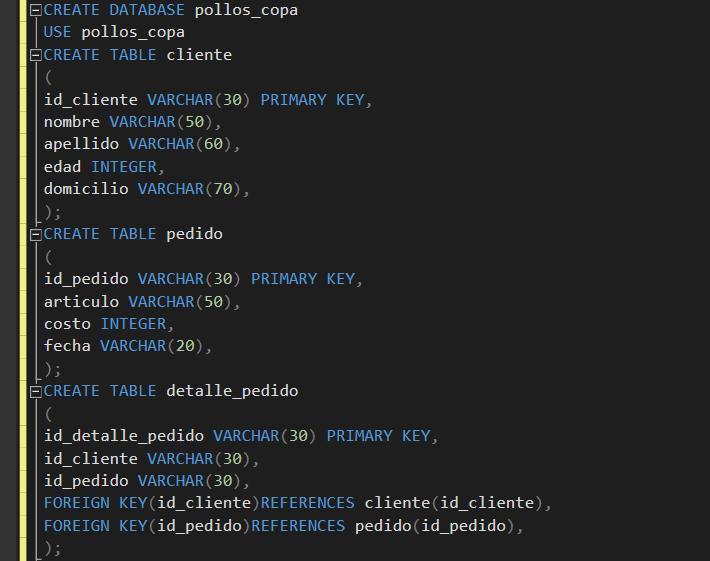 CREATE DATABASE pollos_copa
USE pollos_copa
CREATE TABLE cliente
(
id_cliente VARCHAR(30) PRIMARY KEY,
nombre VARCHAR(50),
apellido VARCHAR(60),
edad INTEGER,
domicilio VARCHAR(70),
);
CREATE TABLE pedido
(
id_pedido VARCHAR(30) PRIMARY KEY,
articulo VARCHAR(50),
costo INTEGER,
fecha VARCHAR(20),
);
CREATE TABLE detalle_pedido
(
id_detalle_pedido VARCHAR(30) PRIMARY KEY,
id_cliente VARCHAR(30),
id_pedido VARCHAR(30),
FOREIGN KEY(id_cliente)REFERENCES cliente(id_cliente),
FOREIGN KEY(id_pedido)REFERENCES pedido(id_pedido),
);